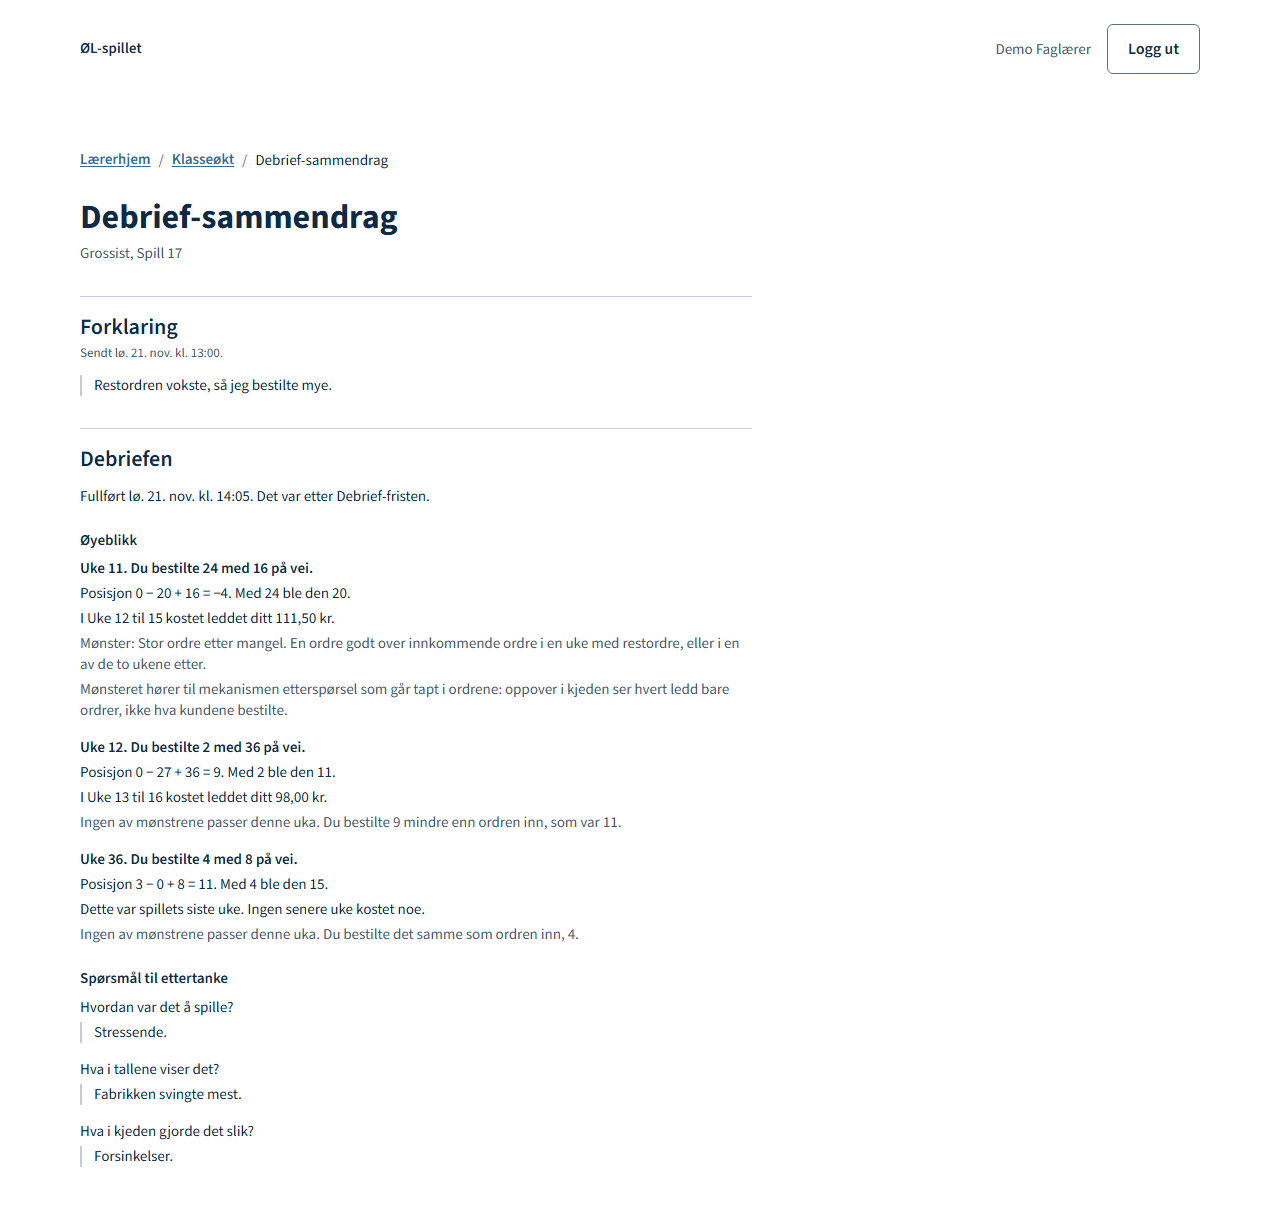 ØL-spillet
Demo Faglærer
Logg ut
Lærerhjem / Klasseøkt / Debrief-sammendrag
Debrief-sammendrag
Grossist, Spill 17
Forklaring
Sendt lø. 21. nov. kl. 13:00.
Restordren vokste, så jeg bestilte mye.
Debriefen
Fullført lø. 21. nov. kl. 14:05. Det var etter Debrief-fristen.
Øyeblikk
Uke 11. Du bestilte 24 med 16 på vei.
Posisjon 0 − 20 + 16 = −4. Med 24 ble den 20.
I Uke 12 til 15 kostet leddet ditt 111,50 kr.
Mønster: Stor ordre etter mangel. En ordre godt over innkommende ordre i en uke med restordre, eller i en
av de to ukene etter.
Mønsteret hører til mekanismen etterspørsel som går tapt i ordrene: oppover i kjeden ser hvert ledd bare
ordrer, ikke hva kundene bestilte.
Uke 12. Du bestilte 2 med 36 på vei.
Posisjon 0 − 27 + 36 = 9. Med 2 ble den 11.
I Uke 13 til 16 kostet leddet ditt 98,00 kr.
Ingen av mønstrene passer denne uka. Du bestilte 9 mindre enn ordren inn, som var 11.
Uke 36. Du bestilte 4 med 8 på vei.
Posisjon 3 − 0 + 8 = 11. Med 4 ble den 15.
Dette var spillets siste uke. Ingen senere uke kostet noe.
Ingen av mønstrene passer denne uka. Du bestilte det samme som ordren inn, 4.
Spørsmål til ettertanke
Hvordan var det å spille?
Stressende.
Hva i tallene viser det?
Fabrikken svingte mest.
Hva i kjeden gjorde det slik?
Forsinkelser.